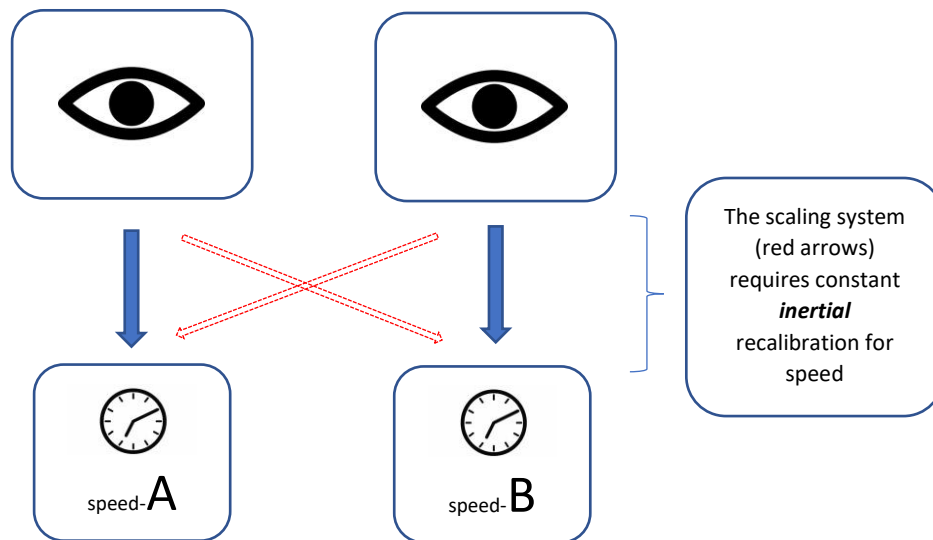 The scaling system
(red arrows)
requires constant
inertial
recalibration for
speed
speed-A
speed-B